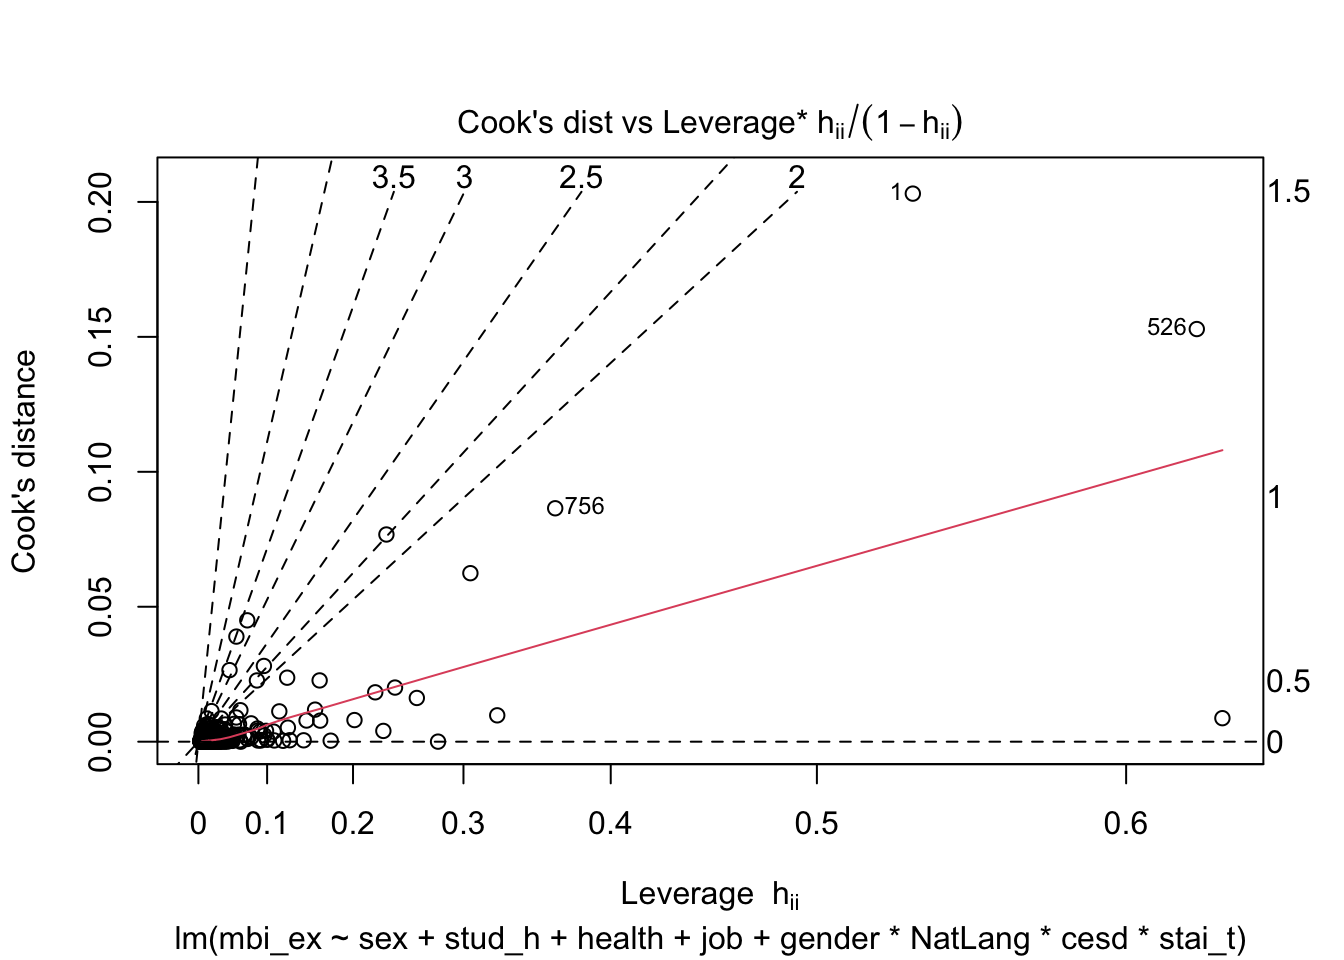 Cook's dist vs Leverage* hᵢᵢ/(1 − hᵢᵢ)
3.5 3 2.5 2
1
1.5
0.20
526
0.15
1
0.10
756
0.05
0.5
0.00
0
Cook's distance
0 0.1 0.2 0.3 0.4 0.5 0.6
Leverage hᵢᵢ
lm(mbi_ex ~ sex + stud_h + health + job + gender * NatLang * cesd * stai_t)